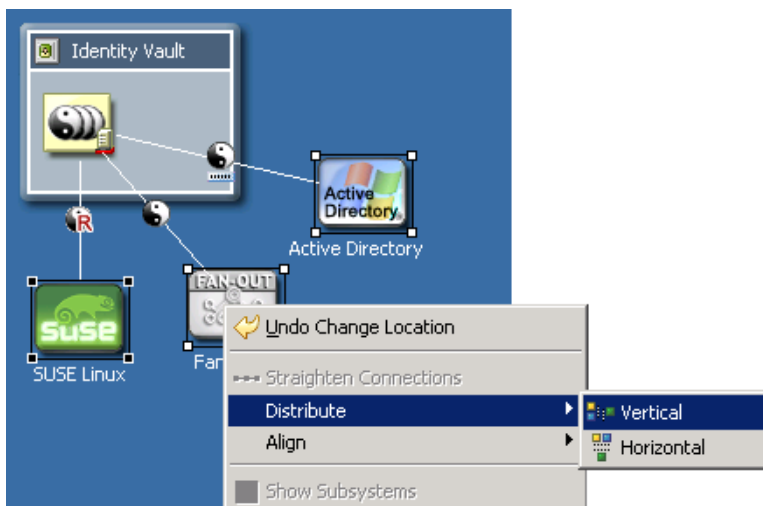 Identity Vault
Active
Directory
Active Directory
R
FAN-OUT
SUSE
SUSE Linux
Fan
Undo Change Location
Straighten Connections
Distribute
Vertical
Align
Horizontal
Show Subsystems